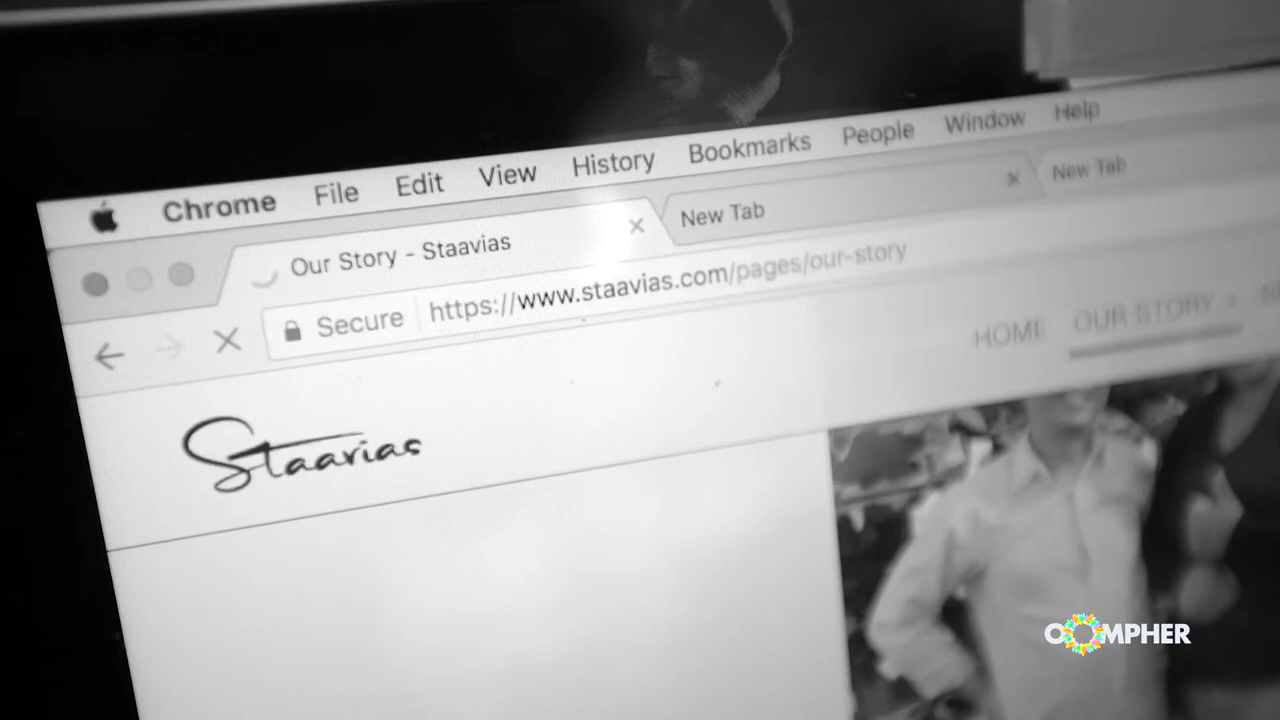 Chrome File Edit View History Bookmarks People Window Help
Our Story - Staavias
New Tab
New Tab
Secure
https://www.staavias.com/pages/our-story
HOME
OUR STORY
Staavias
OOMPHER